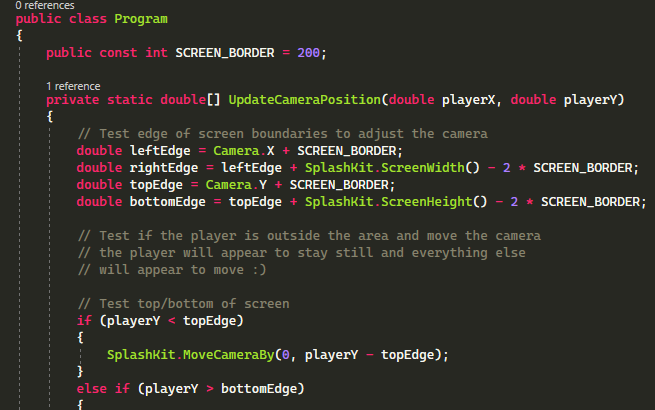 0 references
public class Program
{
public const int SCREEN_BORDER = 200;
1 reference
private static double[] UpdateCameraPosition(double playerX, double playerY)
{
// Test edge of screen boundaries to adjust the camera
double leftEdge = Camera.X + SCREEN_BORDER;
double rightEdge = leftEdge + SplashKit.ScreenWidth() - 2 * SCREEN_BORDER;
double topEdge = Camera.Y + SCREEN_BORDER;
double bottomEdge = topEdge + SplashKit.ScreenHeight() - 2 * SCREEN_BORDER;
// Test if the player is outside the area and move the camera
// the player will appear to stay still and everything else
// will appear to move :)
// Test top/bottom of screen
if (playerY < topEdge)
{
SplashKit.MoveCameraBy(0, playerY - topEdge);
}
else if (playerY > bottomEdge)
{